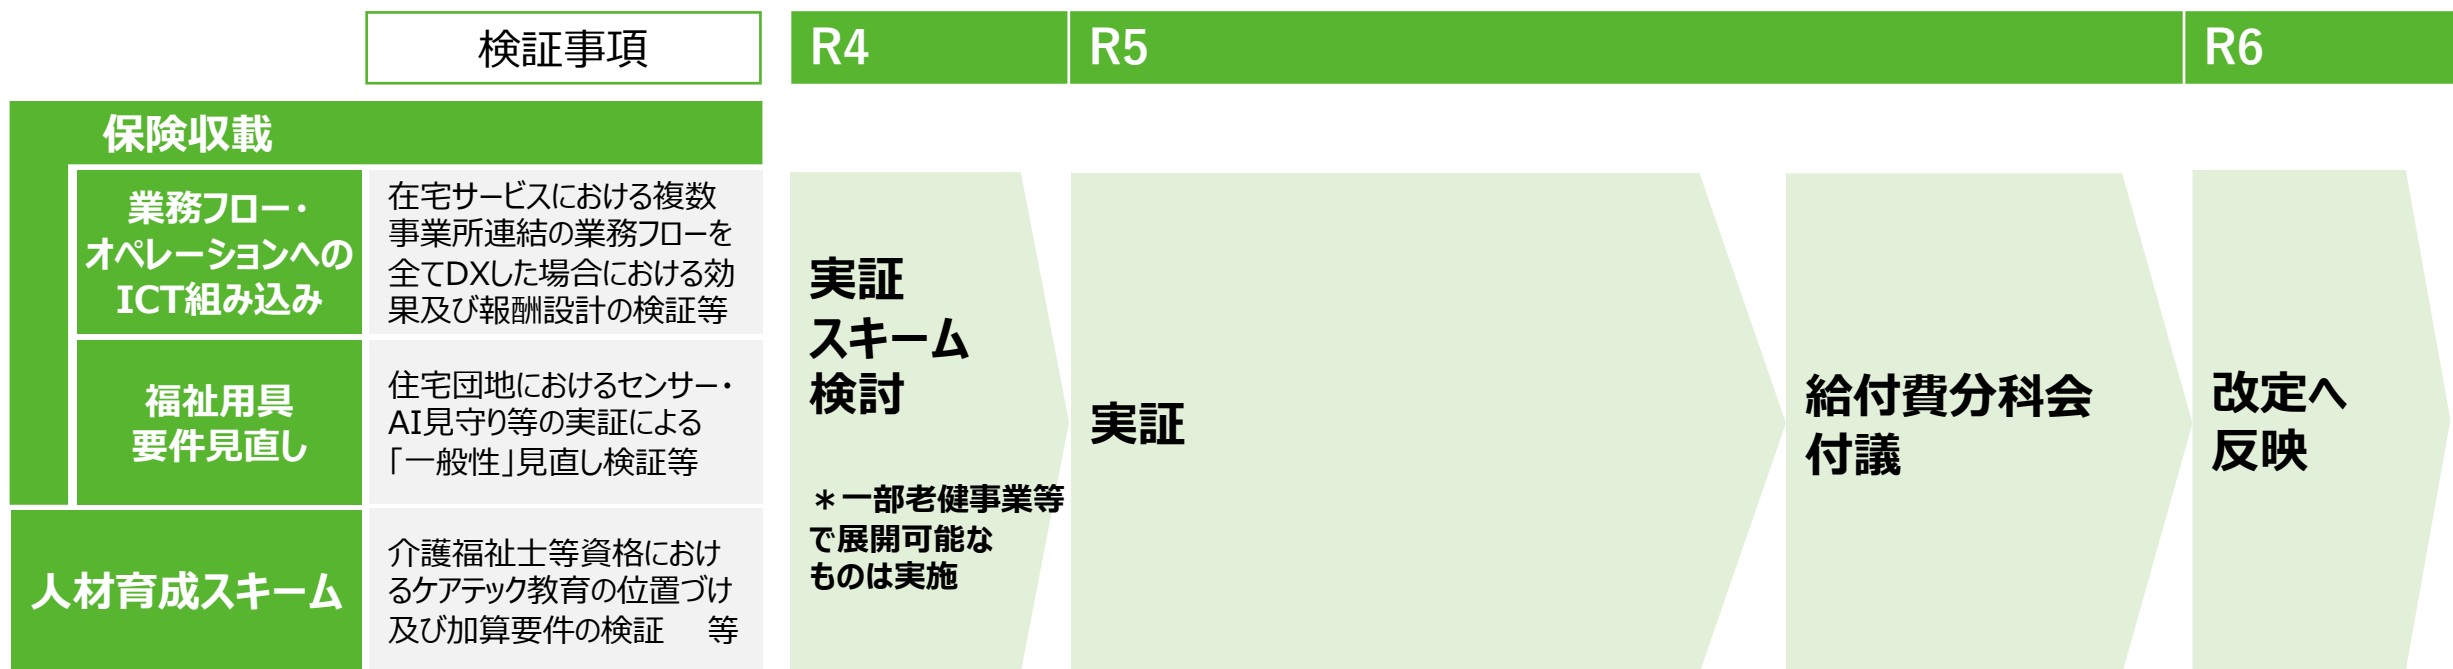 検証事項
R4
R5
R6
保険収載
業務フロー・
オペレーションへの
ICT組み込み
在宅サービスにおける複数
事業所連結の業務フローを
全てDXした場合における効
果及び報酬設計の検証等
福祉用具
要件見直し
住宅団地におけるセンサー・
AI見守り等の実証による
「一般性」見直し検証等
人材育成スキーム
介護福祉士等資格におけ
るケアテック教育の位置づけ
及び加算要件の検証　等
実証
スキーム
検討
＊一部老健事業等
で展開可能な
ものは実施
実証
給付費分科会
付議
改定へ
反映